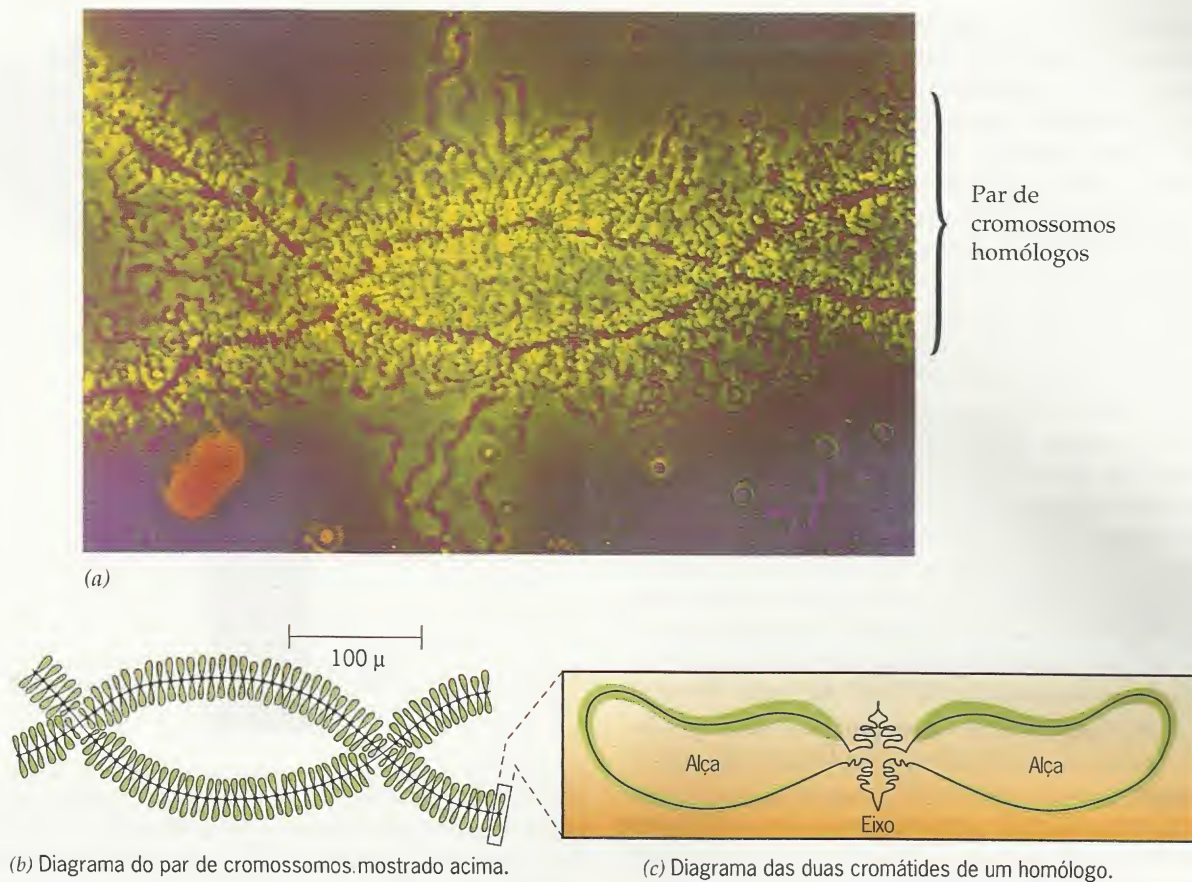 Par de
cromossomos
homólogos
(a)
100 µ
Alça
Alça
Eixo
(b) Diagrama do par de cromossomos mostrado acima.
(c) Diagrama das duas cromátides de um homólogo.